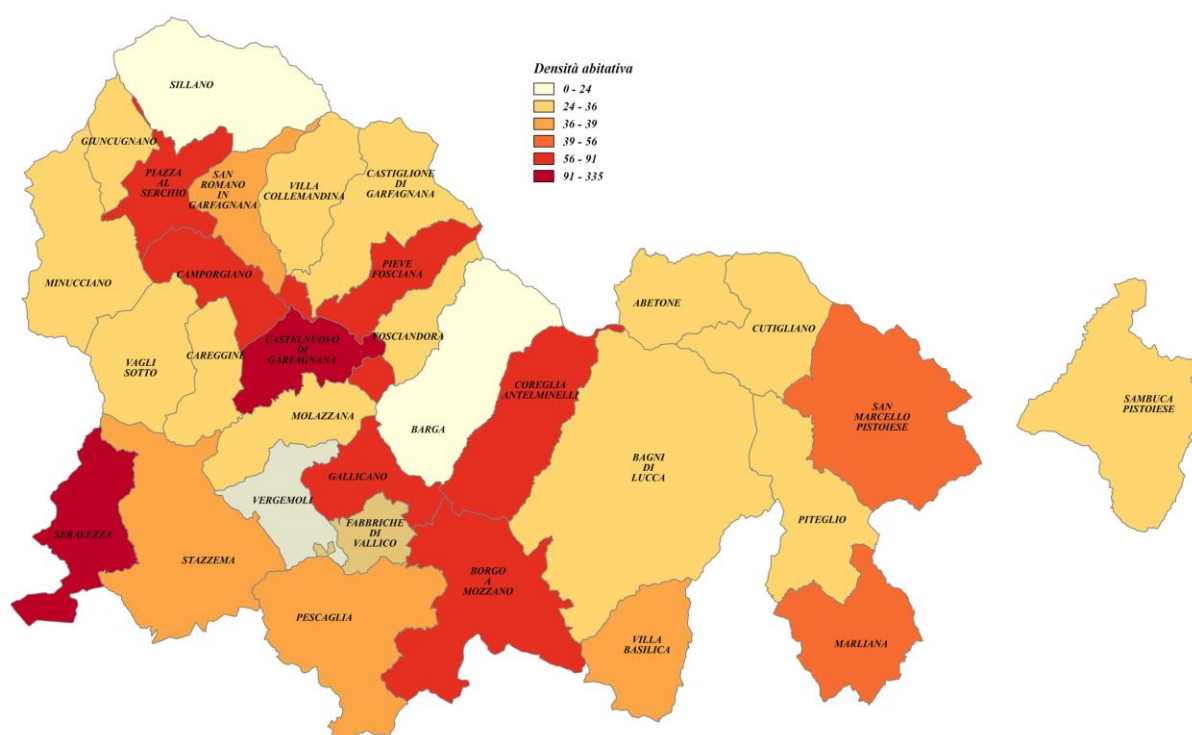 Densità abitativa
0 - 24
24 - 36
36 - 39
39 - 56
56 - 91
91 - 335
SILLANO
GIUNCUGNANO
PIAZZA
AL
SERCHIO
SAN
ROMANO
IN
GARFAGNANA
VILLA
COLLEMANDINA
CASTIGLIONE
DI
GARFAGNANA
MINUCCIANO
CAMPORGIANO
PIEVE
FOSCIANA
ABETONE
CUTIGLIANO
VAGLI
SOTTO
CAREGGINE
CASTELNUOVO
DI
GARFAGNANA
FOSCIANDORA
COREGLIA
ANTELMINELLI
SAN
MARCELLO
PISTOIESE
SAMBUCA
PISTOIESE
MOLAZZANA
BARGA
BAGNI
DI
LUCCA
VERGEMOLI
GALLICANO
FABBRICHE
DI
VALLICO
PITEGLIO
SERAVEZZA
STAZZEMA
BORGO
A
MOZZANO
PESCAGLIA
VILLA
BASILICA
MARLIANA